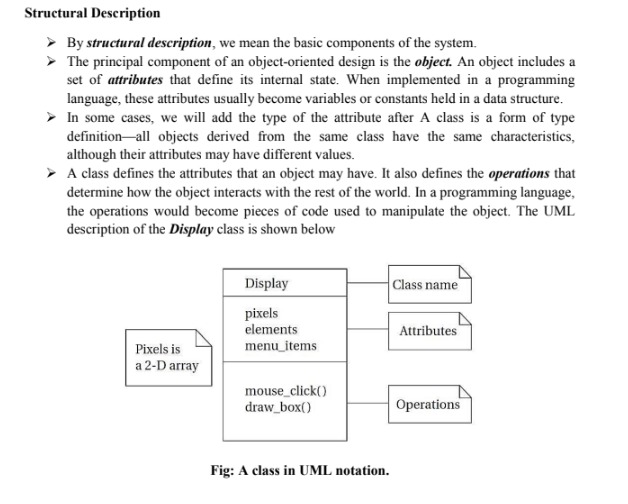 Structural Description
➢ By structural description, we mean the basic components of the system.
➢ The principal component of an object-oriented design is the object. An object includes a
set of attributes that define its internal state. When implemented in a programming
language, these attributes usually become variables or constants held in a data structure.
➢ In some cases, we will add the type of the attribute after A class is a form of type
definition—all objects derived from the same class have the same characteristics,
although their attributes may have different values.
➢ A class defines the attributes that an object may have. It also defines the operations that
determine how the object interacts with the rest of the world. In a programming language,
the operations would become pieces of code used to manipulate the object. The UML
description of the Display class is shown below
Display
Class name
pixels
elements
menu_items
Attributes
Pixels is
a 2-D array
mouse_click()
draw_box()
Operations
Fig: A class in UML notation.